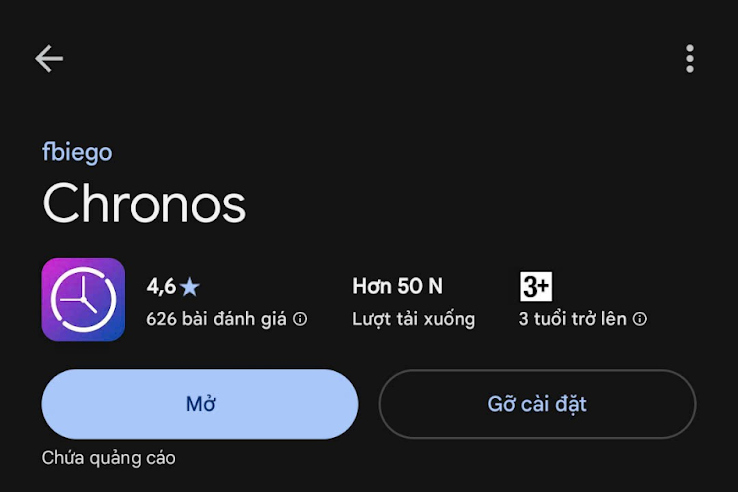 fbiego
Chronos
4,6★
626 bài đánh giá
Hơn 50 N
Lượt tải xuống
3+
3 tuổi trở lên
Mở
Gỡ cài đặt
Chứa quảng cáo